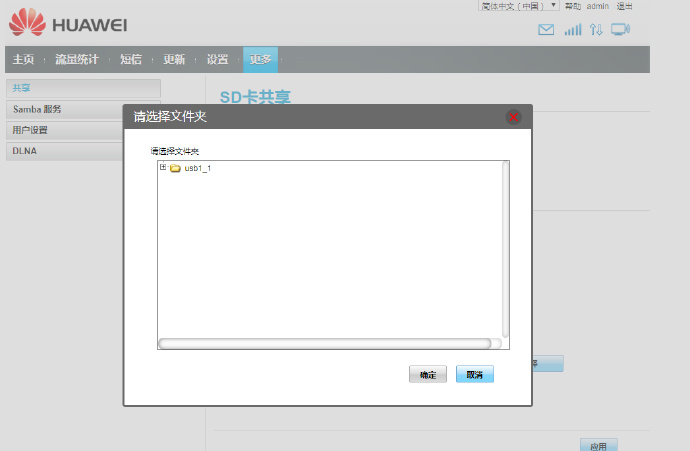 简体中文 ( 中国 ) 帮助 admin 退出
HUAWEI
主页 流量统计 短信 更新 设置 更多
共享
Samba 服务
用户设置
DLNA
SD卡共享
请选择文件夹
请选择文件夹
usb1_1
确定 取消
应用